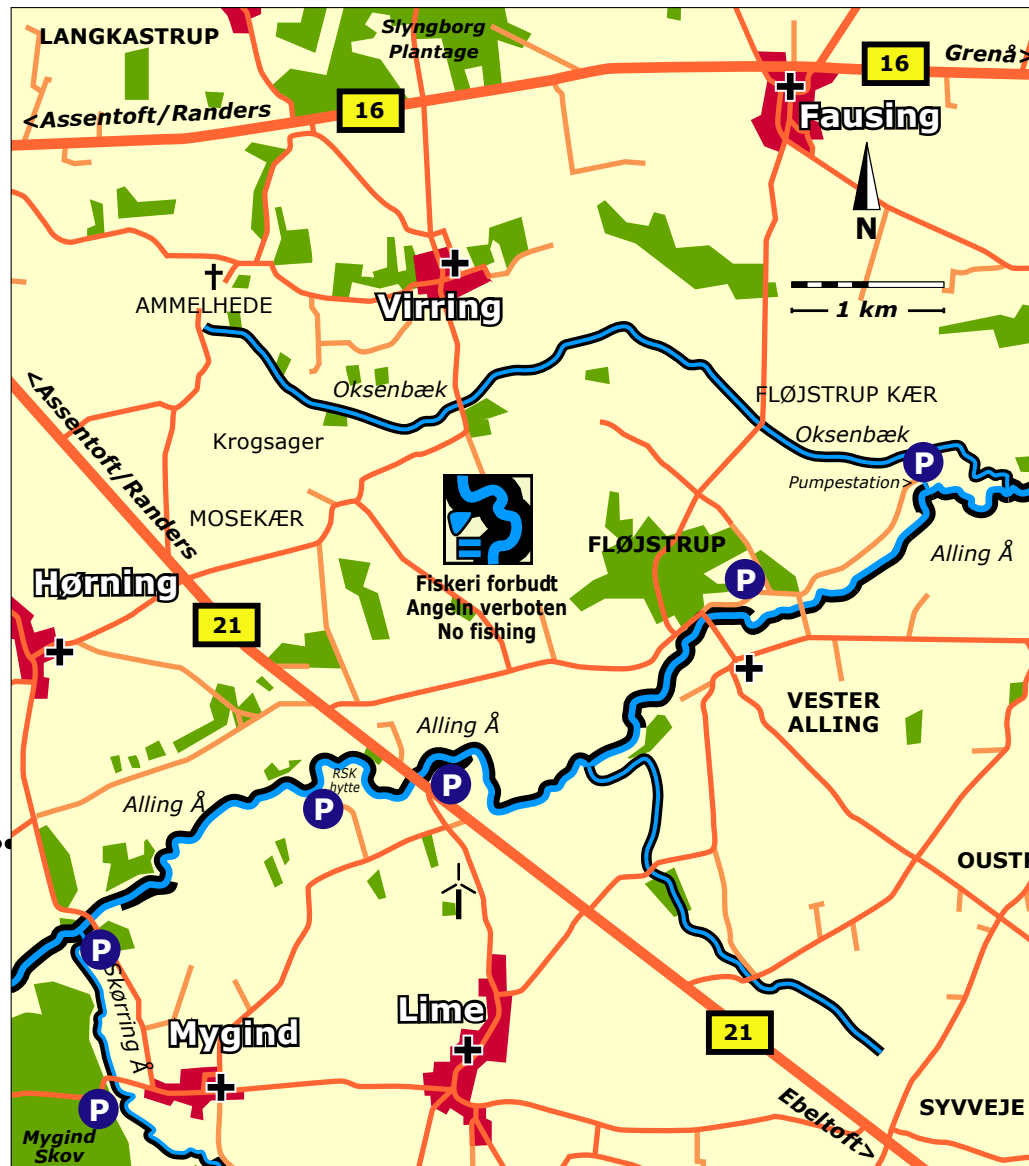 LANGKASTRUP
Slyngborg
Plantage
16
Grenå>
<Assentoft/Randers
16
Fausing
N
AMMELHEDE
Virring
1 km
<Assentoft/Randers
Oksenbæk
FLØJSTRUP KÆR
Krogsager
Oksenbæk
P
Pumpestation>
MOSEKÆR
FLØJSTRUP
Alling Å
Hørning
Fiskeri forbudt
Angeln verboten
No fishing
P
21
VESTER
ALLING
Alling Å
RSK
hytte
P
Alling Å
P
P
Skørring Å
Lime
Mygind
21
P
Ebeltoft>
SYVVEJE
Mygind
Skov